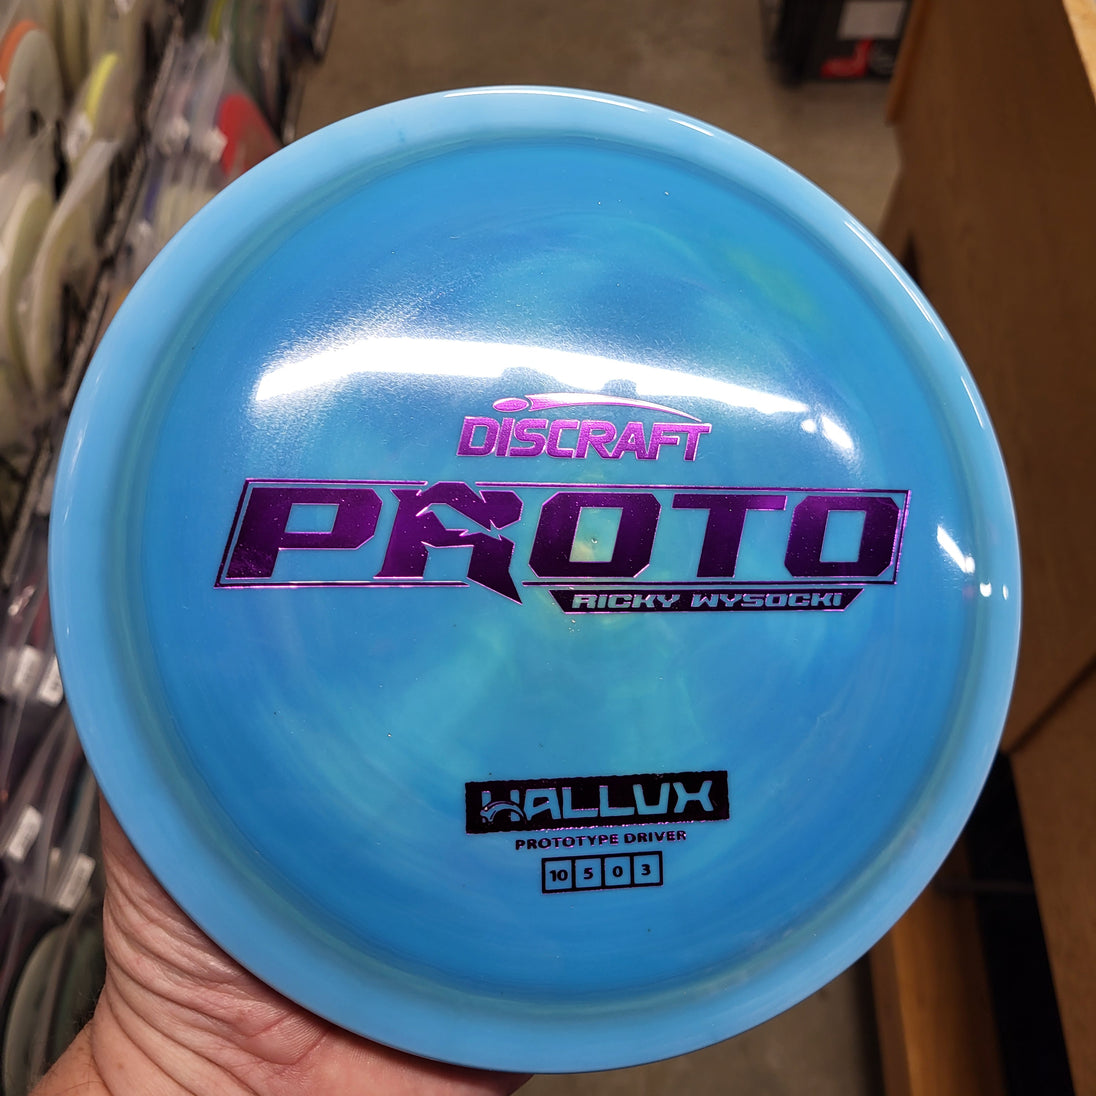 DISCRAFT
PROTO
RICKY WYSOCKI
HALLUX
PROTOTYPE DRIVER
10 5 0 3